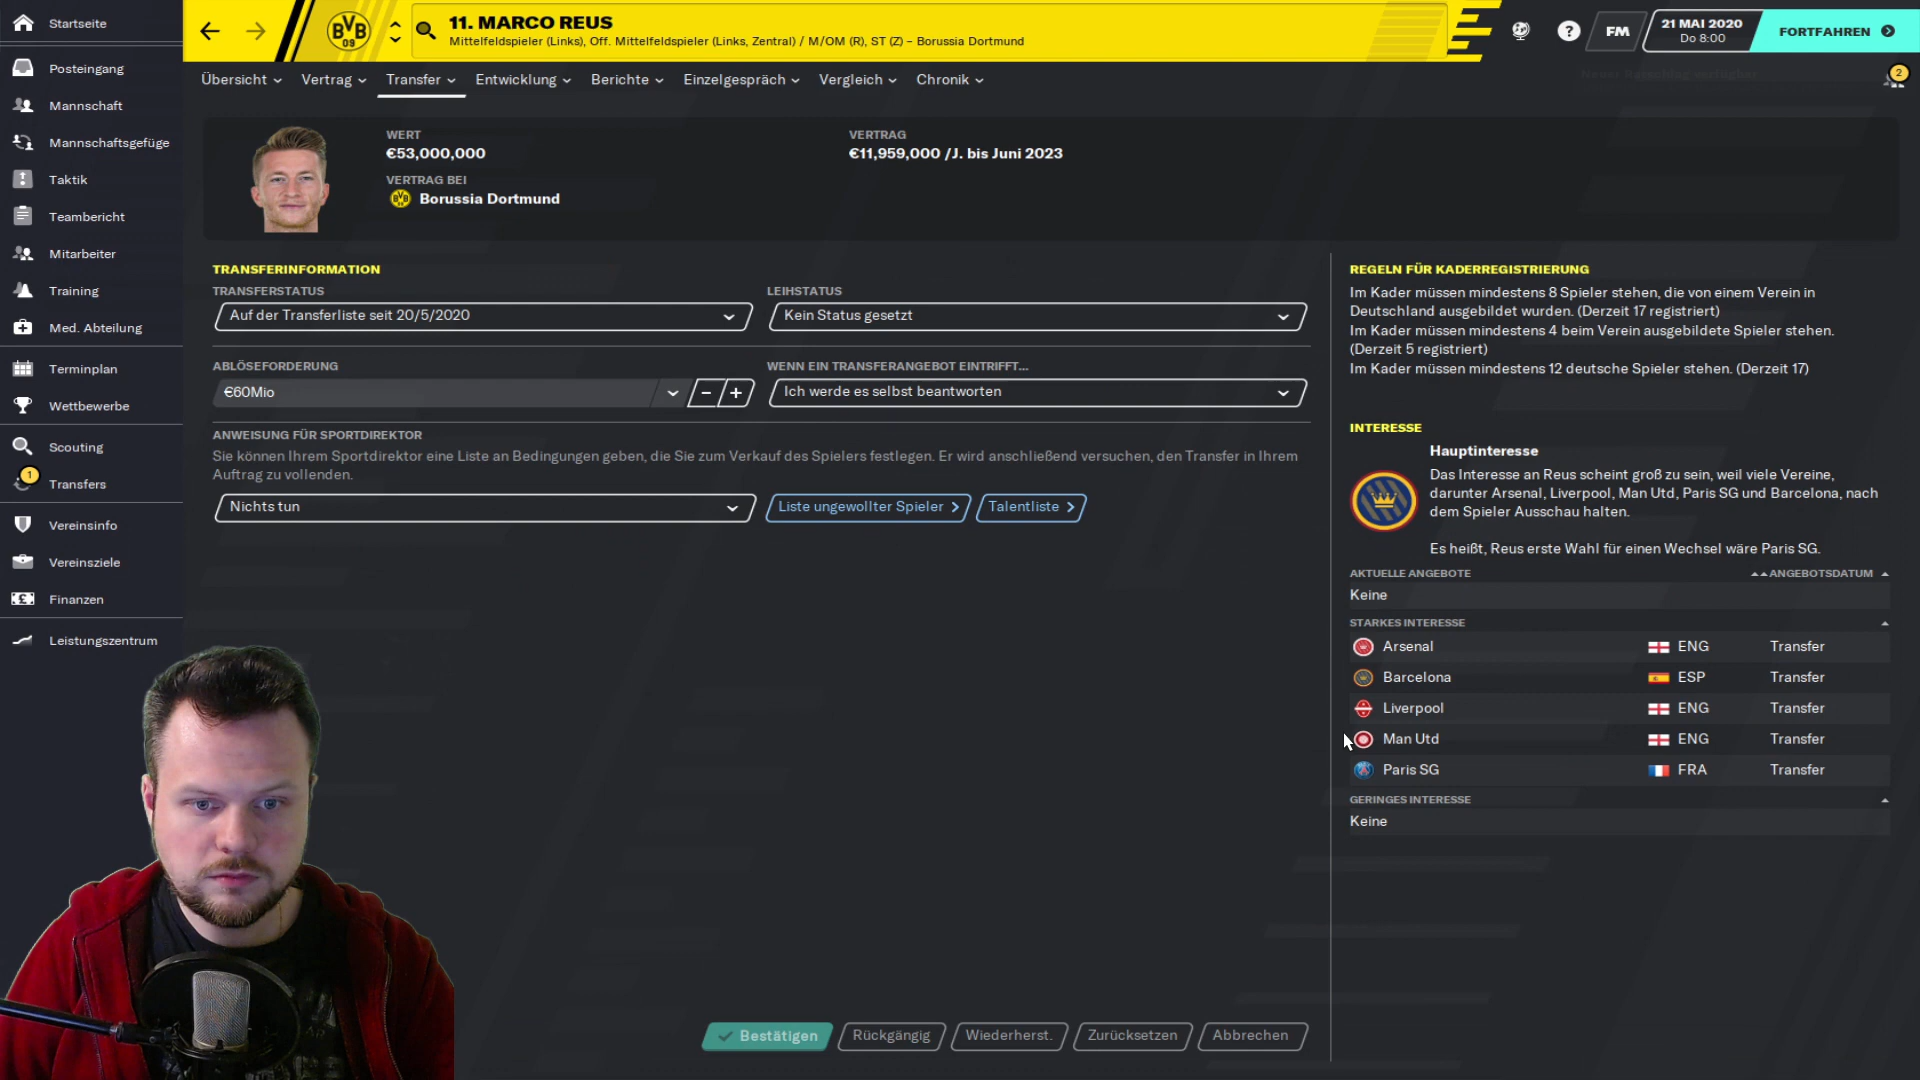 Startseite
Posteingang
Mannschaft
Mannschaftsgefüge
Taktik
Teambericht
Mitarbeiter
Training
Med. Abteilung
Terminplan
Wettbewerbe
Scouting
1
Transfers
Vereinsinfo
Vereinsziele
Finanzen
Leistungszentrum
BVB
09
11. MARCO REUS
Mittelfeldspieler (Links), Off. Mittelfeldspieler (Links, Zentral) / M/OM (R), ST (Z) – Borussia Dortmund
?
FM
21 MAI 2020
Do 8:00
FORTFAHREN
2
Übersicht
Vertrag
Transfer
Entwicklung
Berichte
Einzelgespräch
Vergleich
Chronik
WERT
€53,000,000
VERTRAG BEI
Borussia Dortmund
VERTRAG
€11,959,000 /J. bis Juni 2023
TRANSFERINFORMATION
TRANSFERSTATUS
Auf der Transferliste seit 20/5/2020
LEIHSTATUS
Kein Status gesetzt
ABLÖSEFORDERUNG
€60Mio
– +
WENN EIN TRANSFERANGEBOT EINTRIFFT...
Ich werde es selbst beantworten
ANWEISUNG FÜR SPORTDIREKTOR
Sie können Ihrem Sportdirektor eine Liste an Bedingungen geben, die Sie zum Verkauf des Spielers festlegen. Er wird anschließend versuchen, den Transfer in Ihrem
Auftrag zu vollenden.
Nichts tun
Liste ungewollter Spieler
Talentliste
Bestätigen
Rückgängig
Wiederherst.
Zurücksetzen
Abbrechen
REGELN FÜR KADERREGISTRIERUNG
Im Kader müssen mindestens 8 Spieler stehen, die von einem Verein in
Deutschland ausgebildet wurden. (Derzeit 17 registriert)
Im Kader müssen mindestens 4 beim Verein ausgebildete Spieler stehen.
(Derzeit 5 registriert)
Im Kader müssen mindestens 12 deutsche Spieler stehen. (Derzeit 17)
INTERESSE
Hauptinteresse
Das Interesse an Reus scheint groß zu sein, weil viele Vereine,
darunter Arsenal, Liverpool, Man Utd, Paris SG und Barcelona, nach
dem Spieler Ausschau halten.
Es heißt, Reus erste Wahl für einen Wechsel wäre Paris SG.
AKTUELLE ANGEBOTE ANGEBOTSDATUM
Keine
STARKES INTERESSE
Arsenal ENG Transfer
Barcelona ESP Transfer
Liverpool ENG Transfer
Man Utd ENG Transfer
Paris SG FRA Transfer
GERINGES INTERESSE
Keine